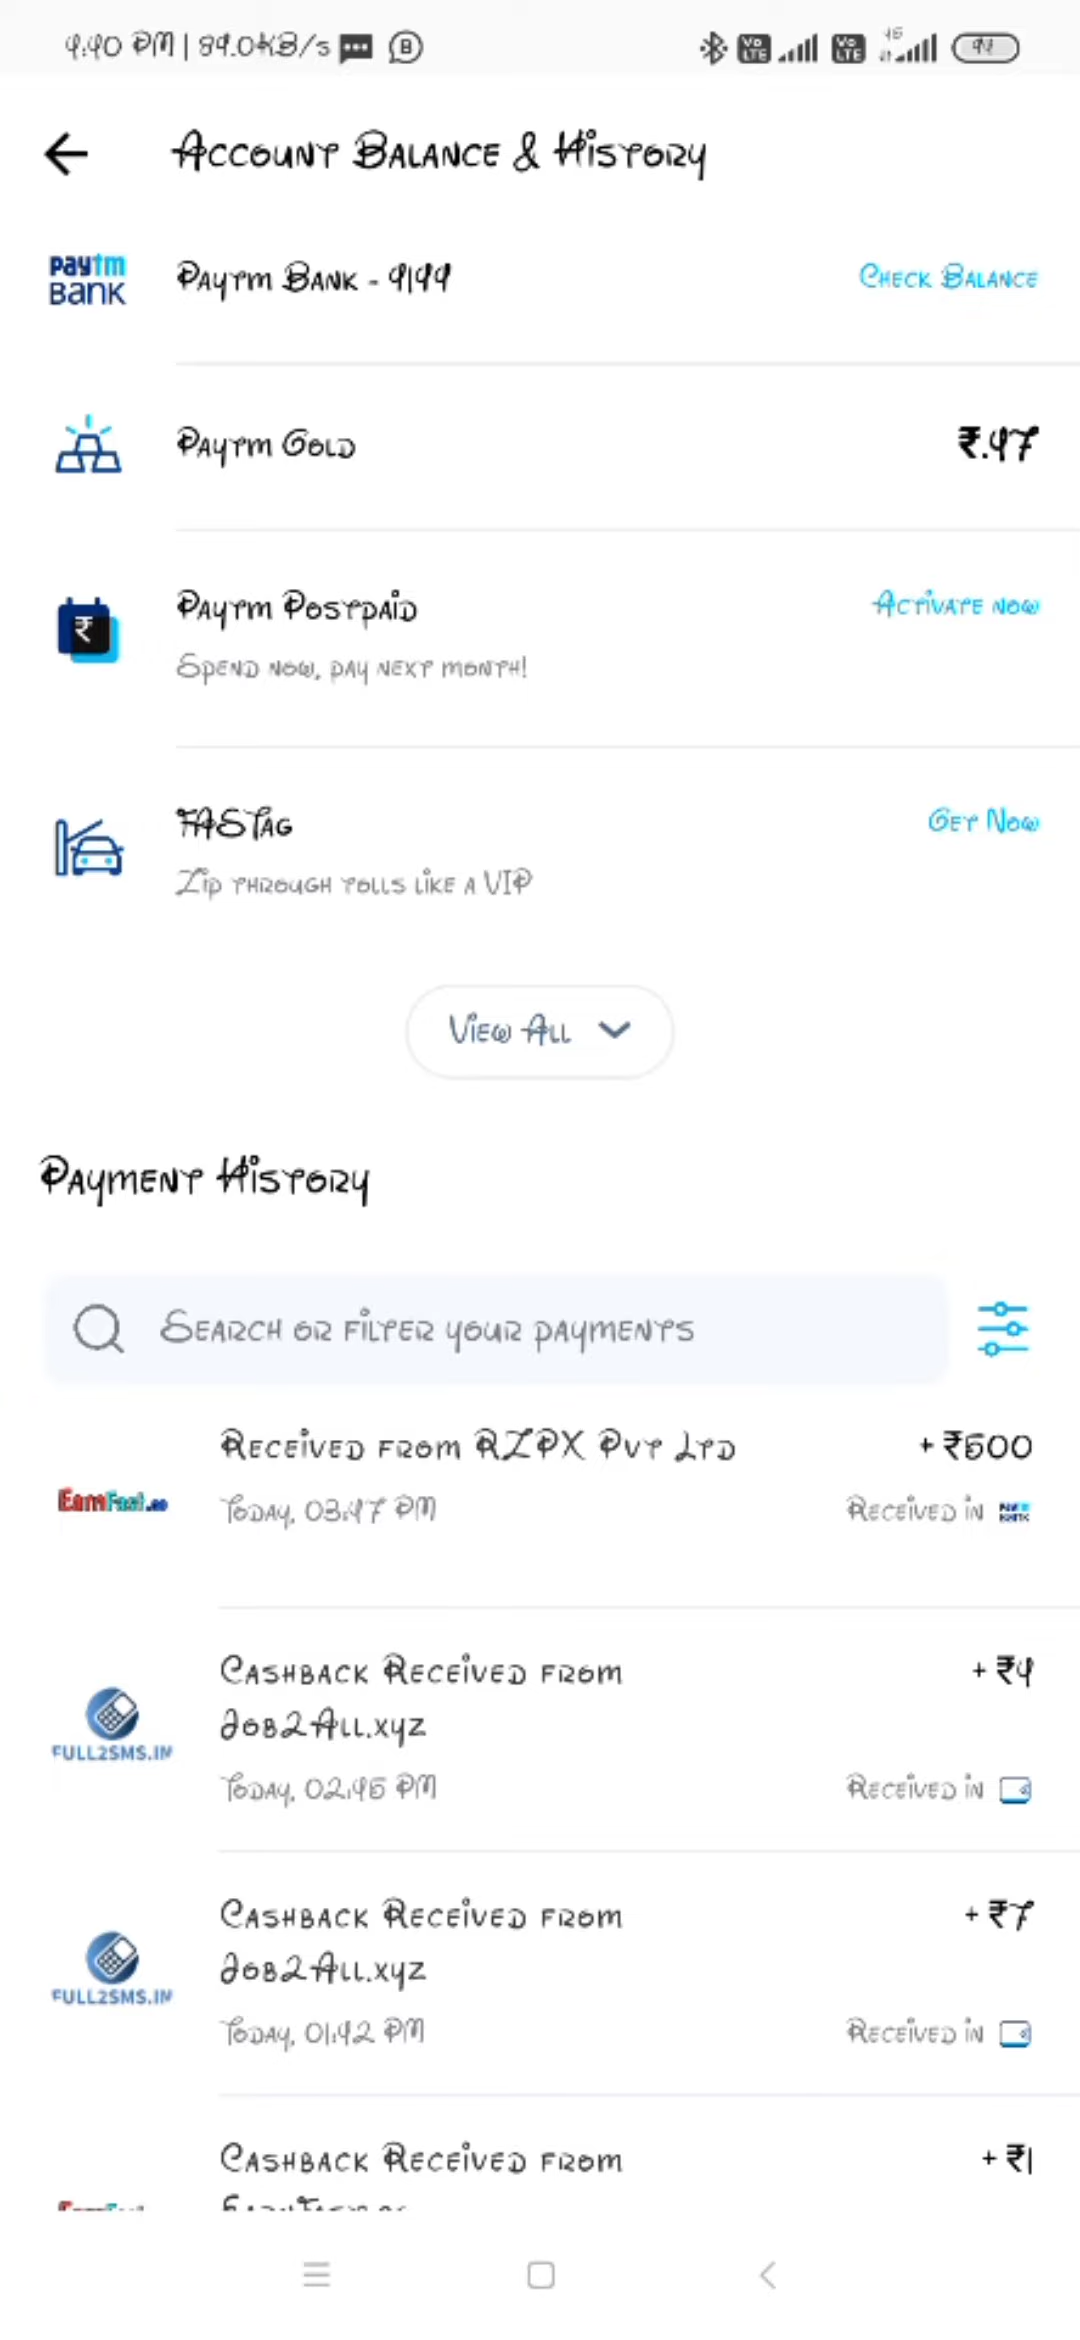 4:40 PM | 89.0KB/s
Account Balance & History
paytm BANK
Paytm Bank - 9144
Check Balance
Paytm Gold
₹.47
Paytm Postpaid
Activate now
Spend now, pay next month!
FASTag
Get Now
Zip through tolls like a VIP
View All
Payment History
Search or filter your payments
Received from RZPX Pvt Ltd
+ ₹500
EarnFast
Today, 03:47 PM
Received in
Cashback Received from
+ ₹4
Job2All.xyz
FULL2SMS.IN
Today, 02:45 PM
Received in
Cashback Received from
+ ₹7
Job2All.xyz
FULL2SMS.IN
Today, 01:42 PM
Received in
Cashback Received from
+ ₹1